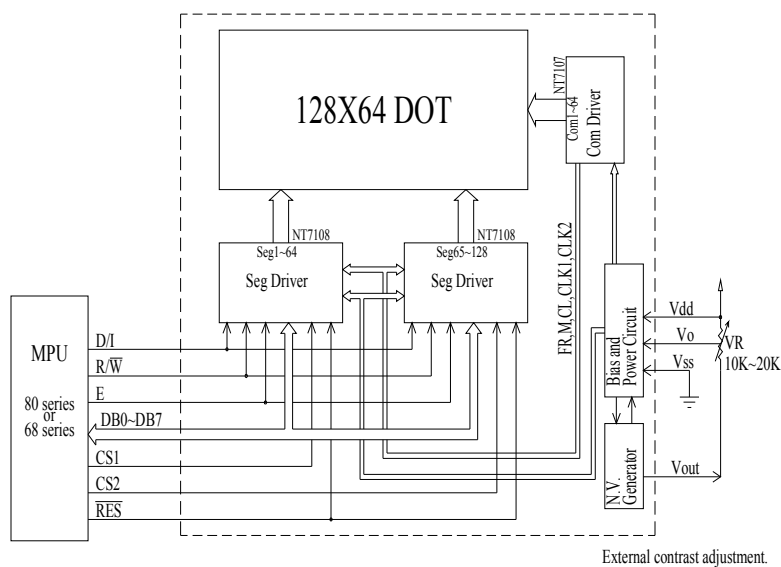 128X64 DOT
NT7107
Com1~64
Com Driver
NT7108
Seg1~64
Seg Driver
NT7108
Seg65~128
Seg Driver
FR,M,CL,CLK1,CLK2
MPU
80 series
or
68 series
D/I
R/W̅
E
DB0~DB7
CS1
CS2
R̅E̅S̅
Bias and
Power Circuit
Vdd
Vo
Vss
VR
10K~20K
N.V.
Generator
Vout
External contrast adjustment.